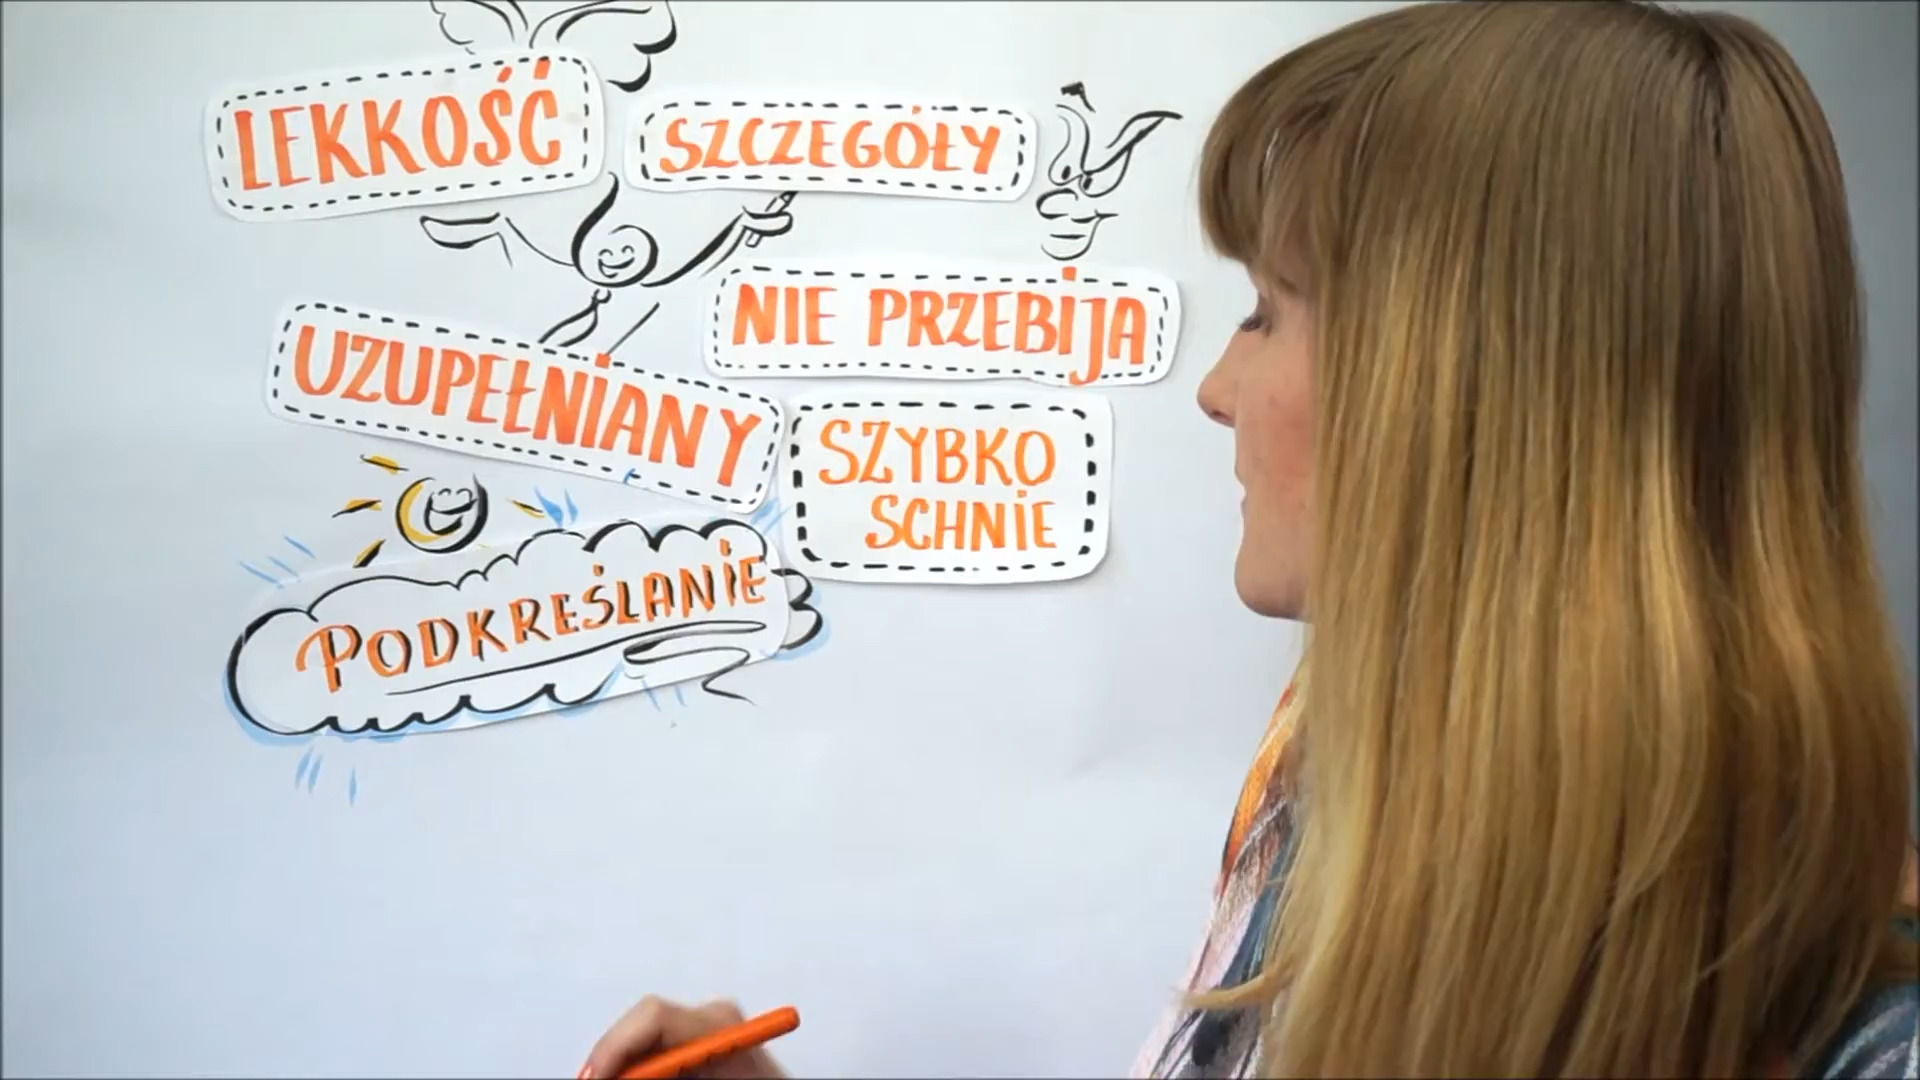 LEKKOŚĆ
SZCZEGÓŁY
NIE PRZEBIJA
UZUPEŁNIANY
SZYBKO
SCHNIE
PODKREŚLANIE